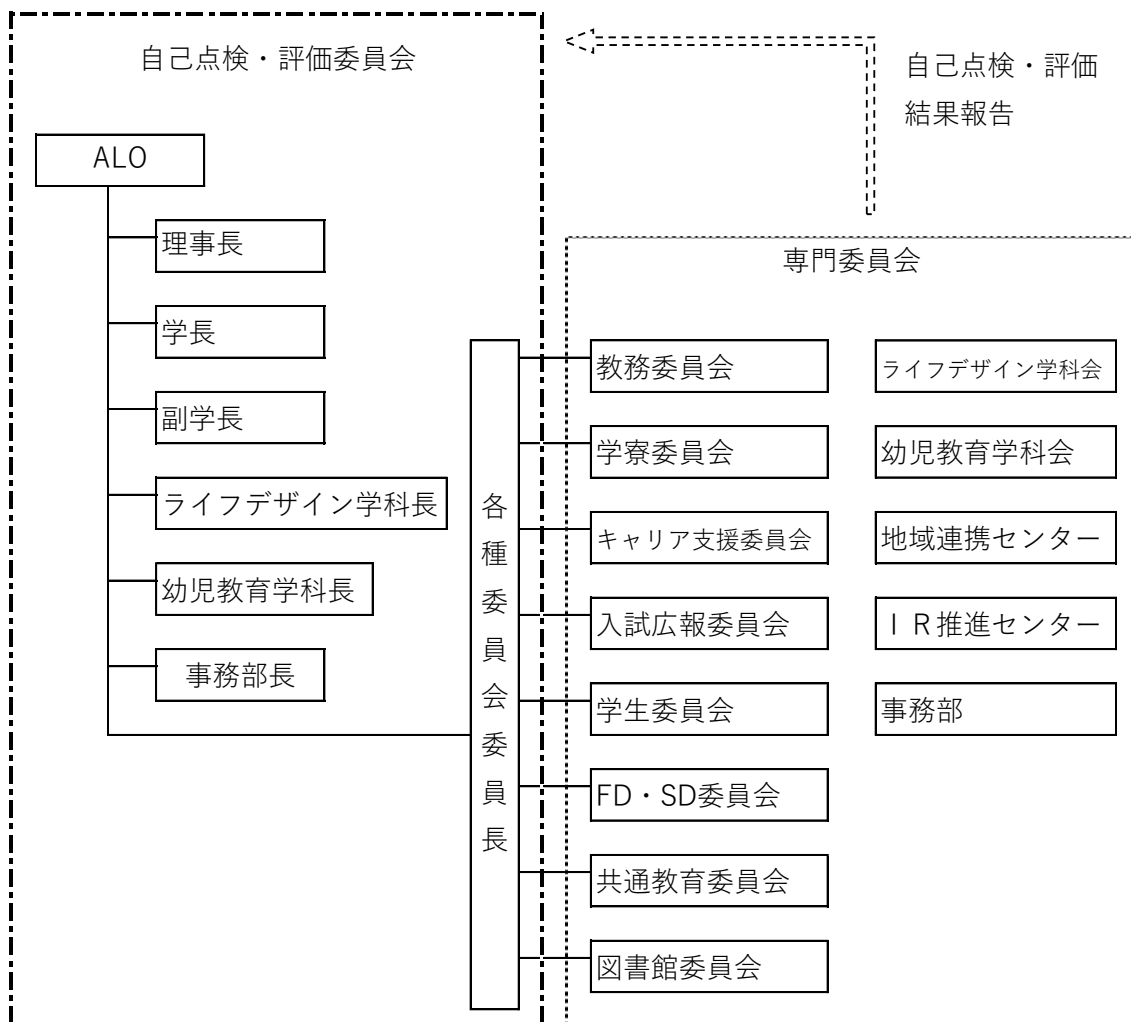 自己点検・評価委員会
自己点検・評価
結果報告
ALO
理事長
学長
副学長
ライフデザイン学科長
幼児教育学科長
事務部長
各種委員会委員長
専門委員会
教務委員会
学寮委員会
キャリア支援委員会
入試広報委員会
学生委員会
FD・SD委員会
共通教育委員会
図書館委員会
ライフデザイン学科会
幼児教育学科会
地域連携センター
ＩＲ推進センター
事務部